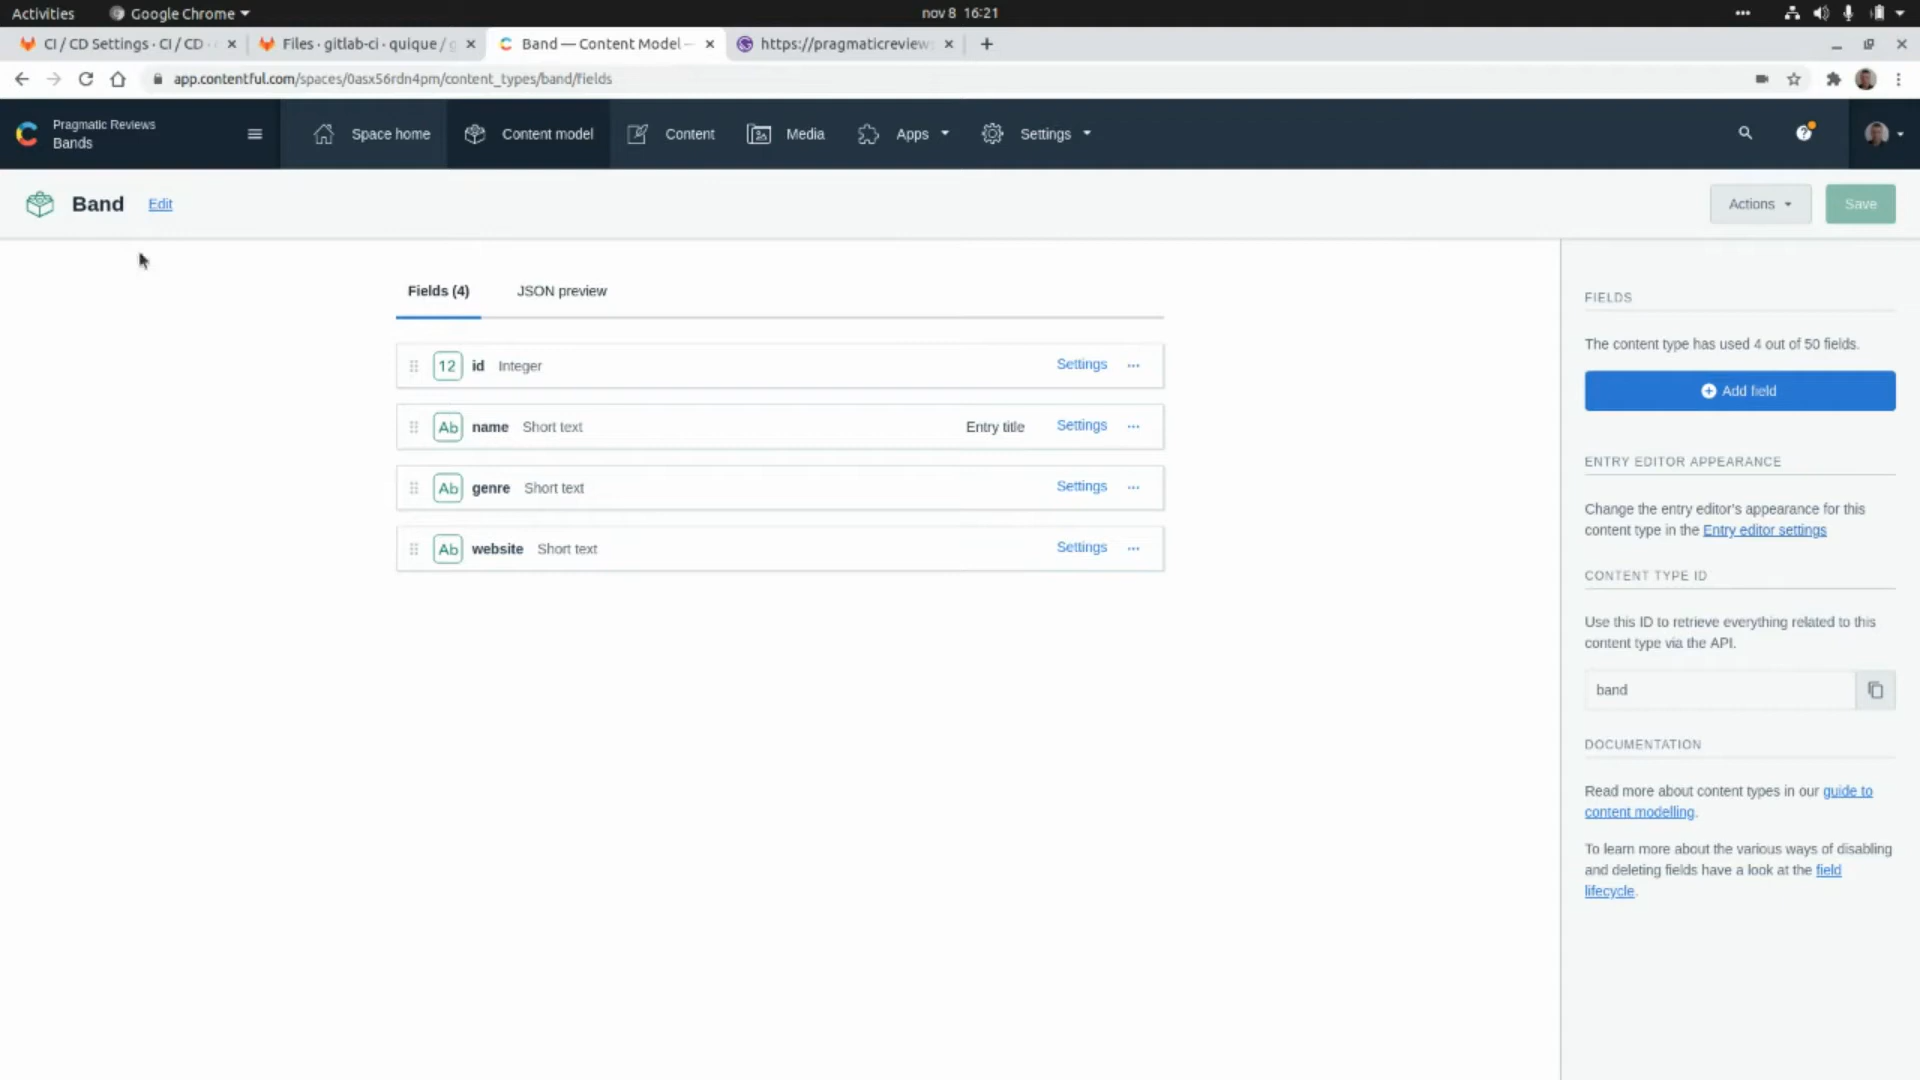 Activities
Google Chrome
nov 8 16:21
CI / CD Settings · CI / CD ·
Files · gitlab-ci · quique / g
Band — Content Model —
https://pragmaticreview
app.contentful.com/spaces/0asx56rdn4pm/content_types/band/fields
Pragmatic Reviews
Bands
Space home
Content model
Content
Media
Apps
Settings
Band
Edit
Actions
Save
Fields (4)
JSON preview
12 id Integer
Settings
Ab name Short text
Entry title
Settings
Ab genre Short text
Settings
Ab website Short text
Settings
FIELDS
The content type has used 4 out of 50 fields.
Add field
ENTRY EDITOR APPEARANCE
Change the entry editor's appearance for this
content type in the Entry editor settings
CONTENT TYPE ID
Use this ID to retrieve everything related to this
content type via the API.
band
DOCUMENTATION
Read more about content types in our guide to
content modelling.
To learn more about the various ways of disabling
and deleting fields have a look at the field
lifecycle.